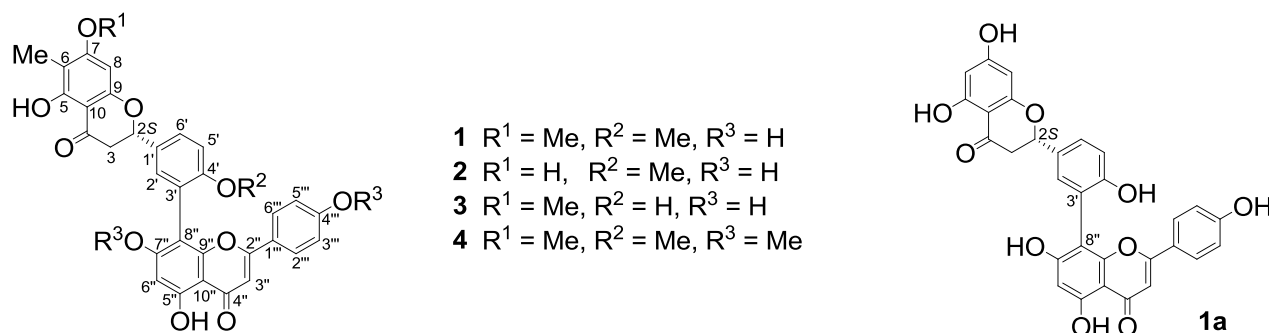 OR¹
Me 6 7 8
HO 5 10 9 O
O 3 2S 6' 5'
1' 4'
2' 3' OR²
R³O 7" 8" 9" O 2" 1''' 6''' 5''' OR³
4''' 3''' 2'''
6" 5" 10" 4" 3"
OH O
1 R¹ = Me, R² = Me, R³ = H
2 R¹ = H, R² = Me, R³ = H
3 R¹ = Me, R² = H, R³ = H
4 R¹ = Me, R² = Me, R³ = Me
OH
HO O
O 2S
3' OH
HO 8" O OH
OH O 1a